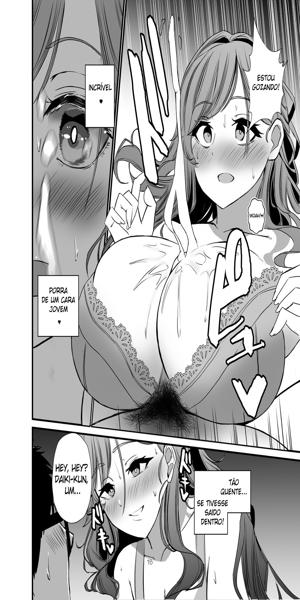 ESTOU
GOZANDO!
INCRÍVEL
♥
WOAH♥
PORRA
DE UM CARA
JOVEM
♥
HEY, HEY?
DAIKI-KUN,
UM...
TÃO
QUENTE...
SE TIVESSE
SAÍDO
DENTRO!